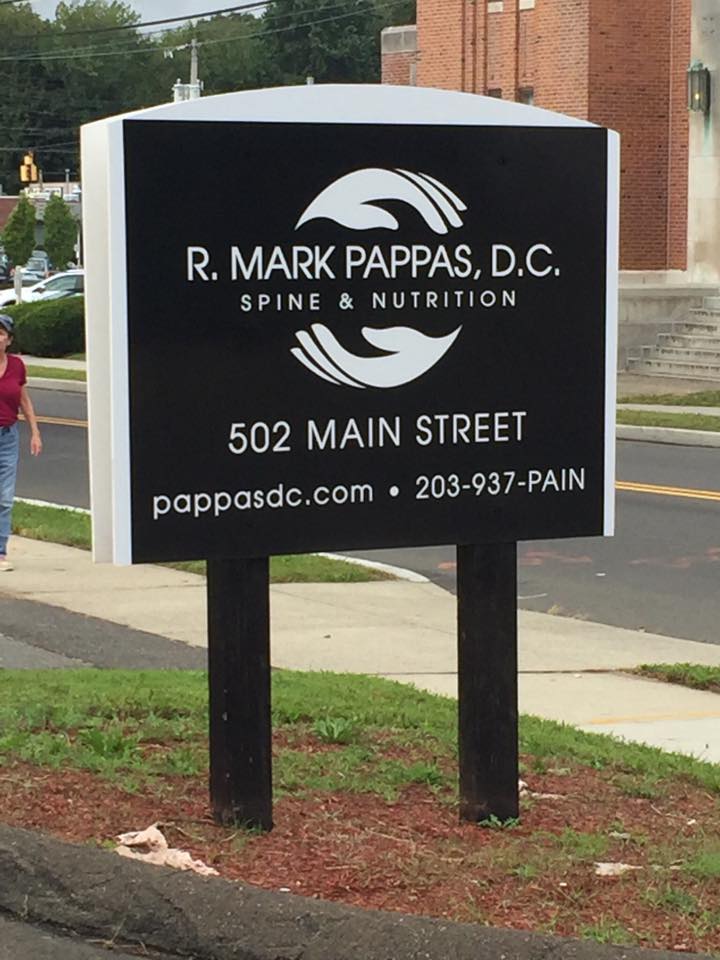 R. MARK PAPPAS, D.C.
SPINE & NUTRITION
502 MAIN STREET
pappasdc.com • 203-937-PAIN